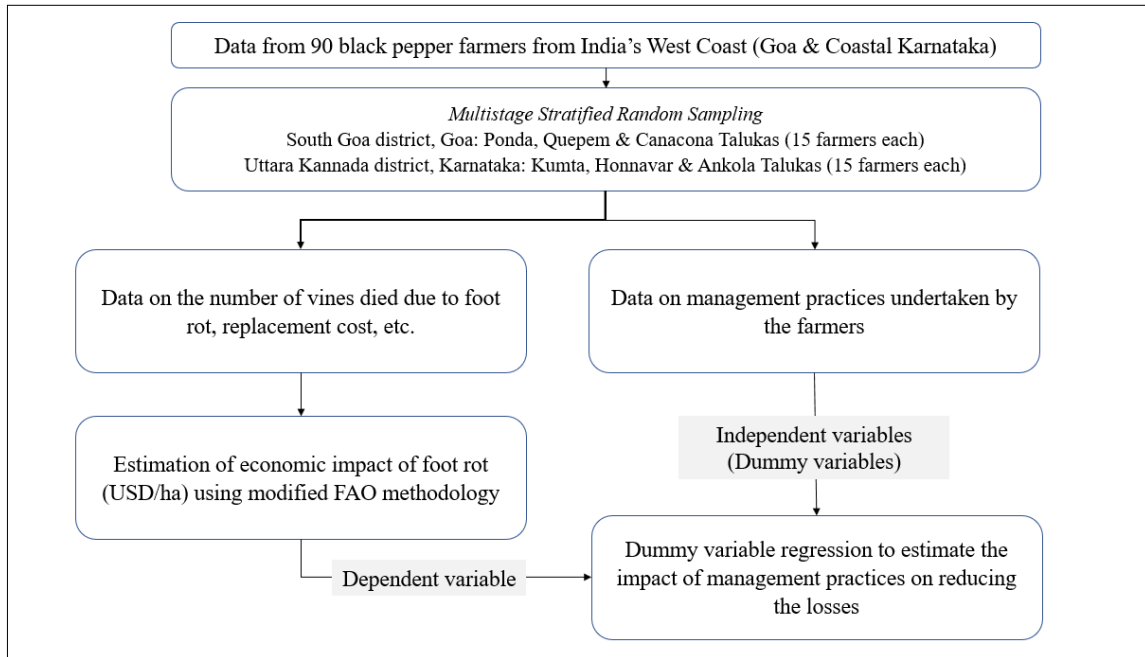 Data from 90 black pepper farmers from India’s West Coast (Goa & Coastal Karnataka)
Multistage Stratified Random Sampling
South Goa district, Goa: Ponda, Quepem & Canacona Talukas (15 farmers each)
Uttara Kannada district, Karnataka: Kumta, Honnavar & Ankola Talukas (15 farmers each)
Data on the number of vines died due to foot
rot, replacement cost, etc.
Data on management practices undertaken by
the farmers
Estimation of economic impact of foot rot
(USD/ha) using modified FAO methodology
Independent variables
(Dummy variables)
Dependent variable
Dummy variable regression to estimate the
impact of management practices on reducing
the losses